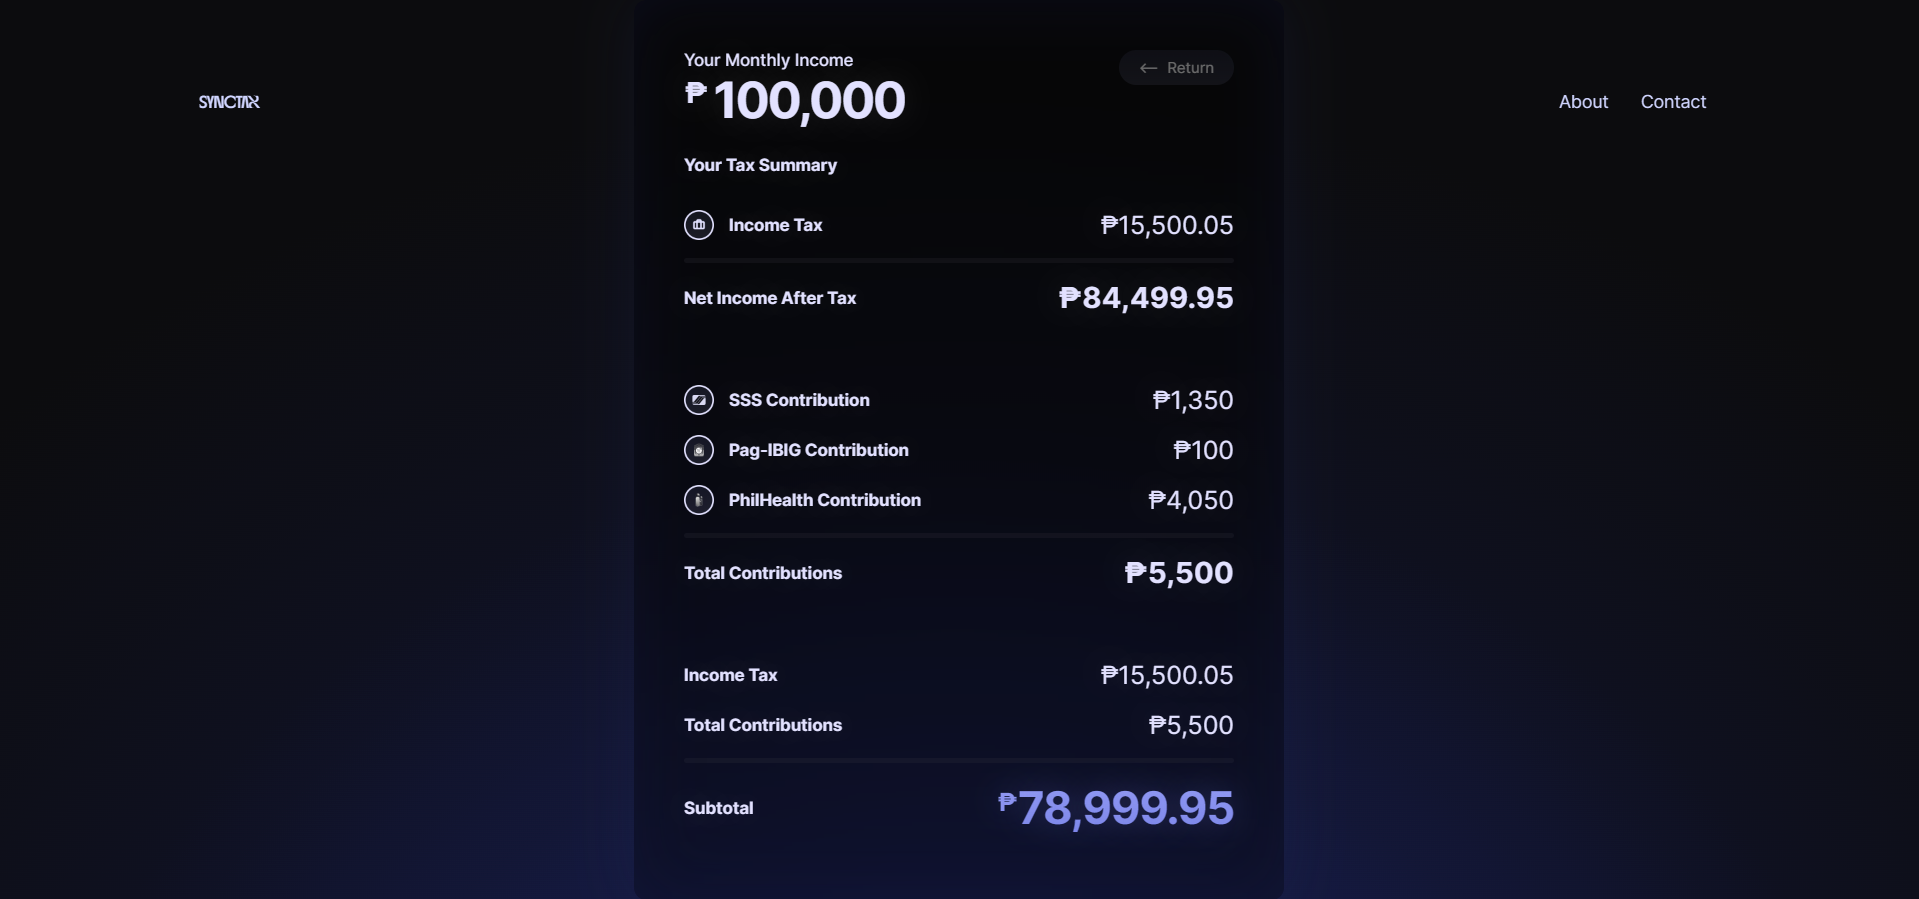 SYNCTAX
About Contact
Your Monthly Income
← Return
₱ 100,000
Your Tax Summary
Income Tax ₱15,500.05
Net Income After Tax ₱84,499.95
SSS Contribution ₱1,350
Pag-IBIG Contribution ₱100
PhilHealth Contribution ₱4,050
Total Contributions ₱5,500
Income Tax ₱15,500.05
Total Contributions ₱5,500
Subtotal ₱78,999.95